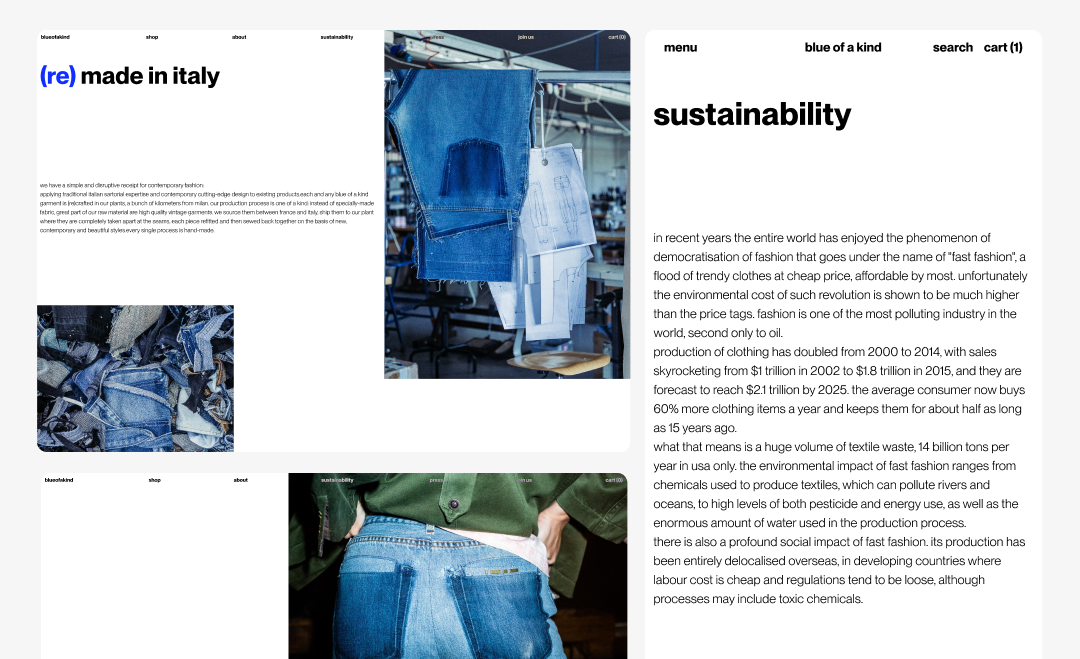 blueofakind shop about sustainability press join us cart (0)
(re) made in italy
we have a simple and disruptive receipt for contemporary fashion:
applying traditional italian sartorial expertise and contemporary cutting-edge design to existing products.each and any blue of a kind
garment is (re)crafted in our plants, a bunch of kilometers from milan. our production process is one of a kind: instead of specially-made
fabric, great part of our raw material are high quality vintage garments. we source them between france and italy, ship them to our plant
where they are completely taken apart at the seams, each piece refitted and then sewed back together on the basis of new,
contemporary and beautiful styles.every single process is hand-made.
blueofakind shop about sustainability press join us cart (0)
menu blue of a kind search cart (1)
sustainability
in recent years the entire world has enjoyed the phenomenon of
democratisation of fashion that goes under the name of "fast fashion", a
flood of trendy clothes at cheap price, affordable by most. unfortunately
the environmental cost of such revolution is shown to be much higher
than the price tags. fashion is one of the most polluting industry in the
world, second only to oil.
production of clothing has doubled from 2000 to 2014, with sales
skyrocketing from $1 trillion in 2002 to $1.8 trillion in 2015, and they are
forecast to reach $2.1 trillion by 2025. the average consumer now buys
60% more clothing items a year and keeps them for about half as long
as 15 years ago.
what that means is a huge volume of textile waste, 14 billion tons per
year in usa only. the environmental impact of fast fashion ranges from
chemicals used to produce textiles, which can pollute rivers and
oceans, to high levels of both pesticide and energy use, as well as the
enormous amount of water used in the production process.
there is also a profound social impact of fast fashion. its production has
been entirely delocalised overseas, in developing countries where
labour cost is cheap and regulations tend to be loose, although
processes may include toxic chemicals.